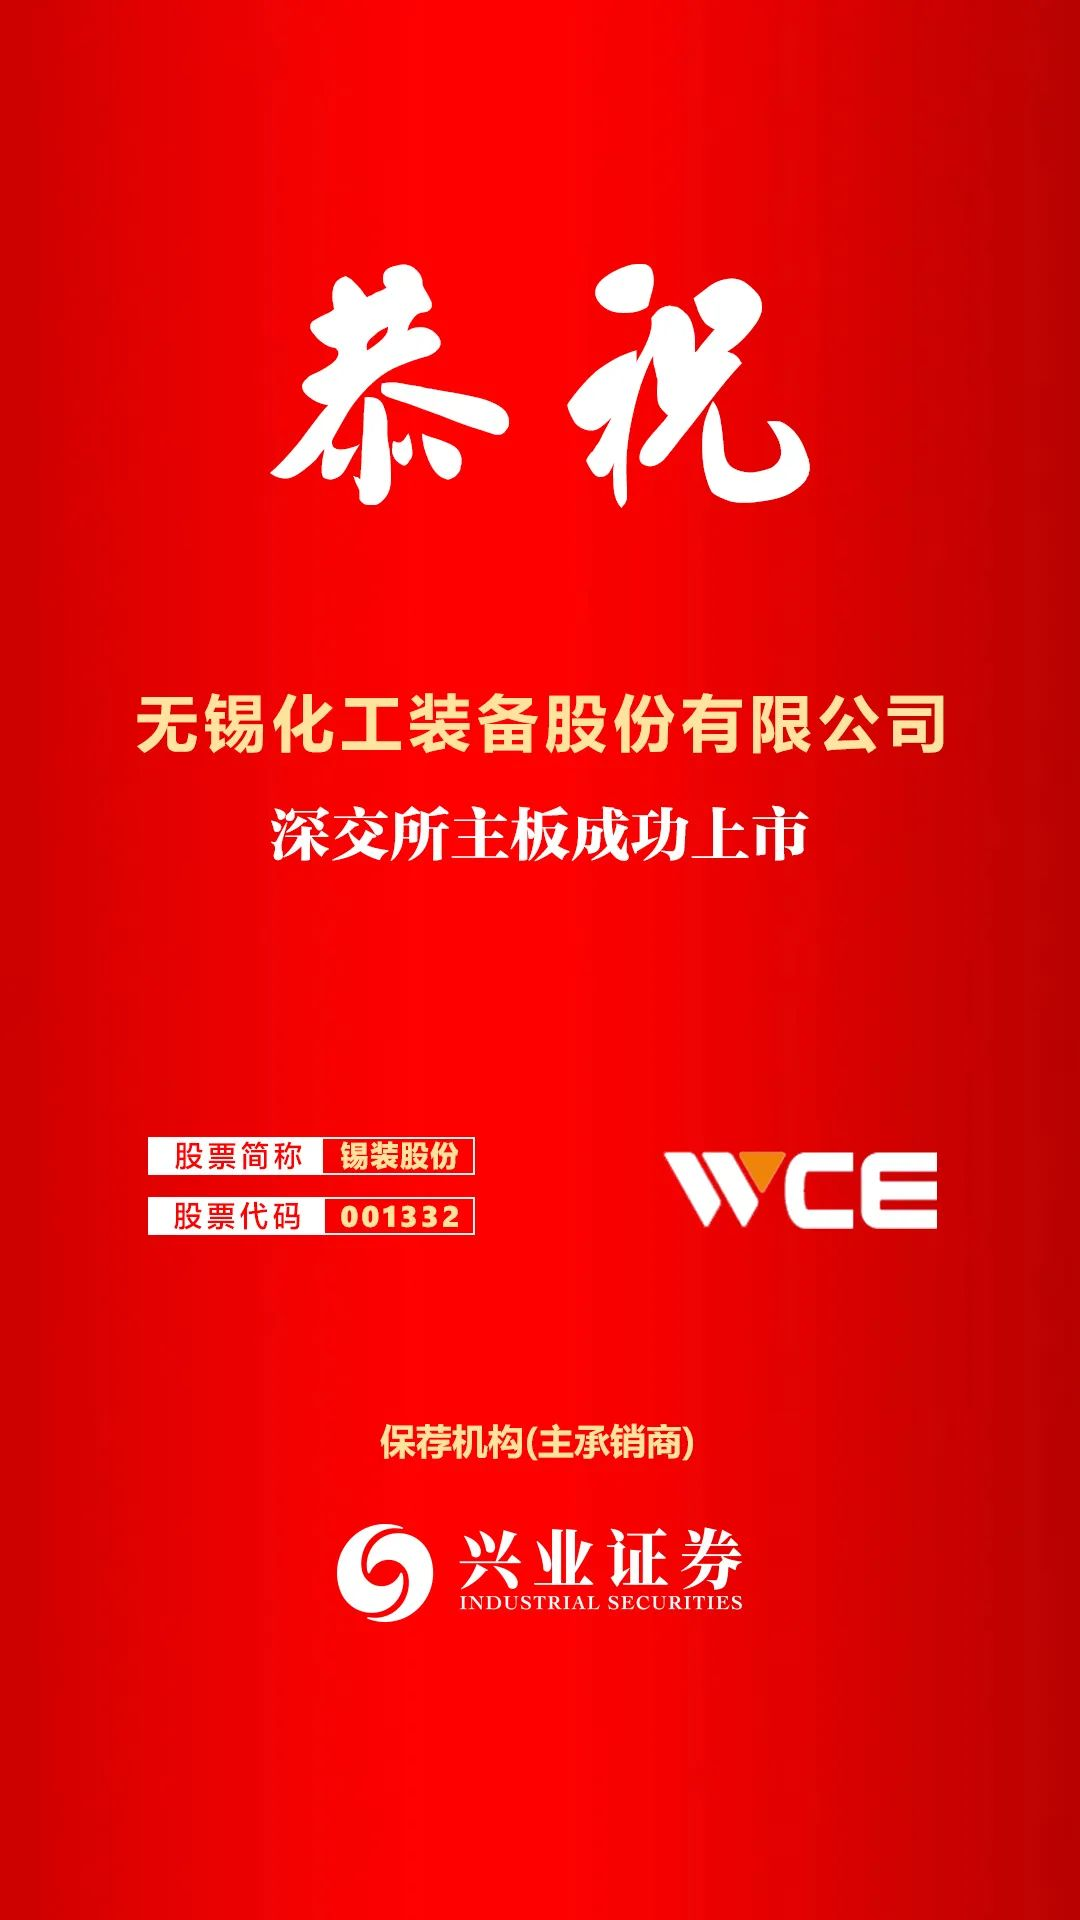 恭祝
无锡化工装备股份有限公司
深交所主板成功上市
股票简称 锡装股份
股票代码 001332
WCE
保荐机构(主承销商)
兴业证券
INDUSTRIAL SECURITIES